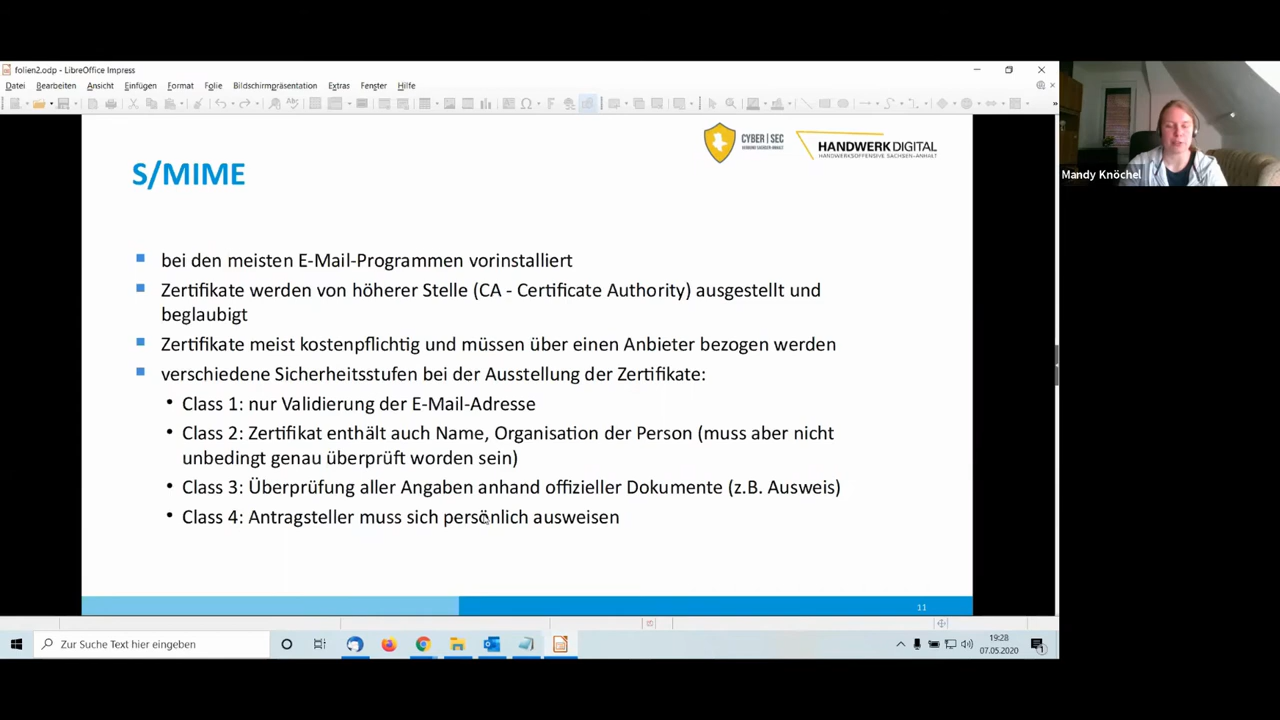 folien2.odp - LibreOffice Impress
Datei Bearbeiten Ansicht Einfügen Format Folie Bildschirmpräsentation Extras Fenster Hilfe
CYBER|SEC
HANDWERK DIGITAL
HANDWERKSOFFENSIVE SACHSEN-ANHALT
Mandy Knöchel
S/MIME
bei den meisten E-Mail-Programmen vorinstalliert
Zertifikate werden von höherer Stelle (CA - Certificate Authority) ausgestellt und
beglaubigt
Zertifikate meist kostenpflichtig und müssen über einen Anbieter bezogen werden
verschiedene Sicherheitsstufen bei der Ausstellung der Zertifikate:
Class 1: nur Validierung der E-Mail-Adresse
Class 2: Zertifikat enthält auch Name, Organisation der Person (muss aber nicht
unbedingt genau überprüft worden sein)
Class 3: Überprüfung aller Angaben anhand offizieller Dokumente (z.B. Ausweis)
Class 4: Antragsteller muss sich persönlich ausweisen
11
Zur Suche Text hier eingeben
19:28
07.05.2020